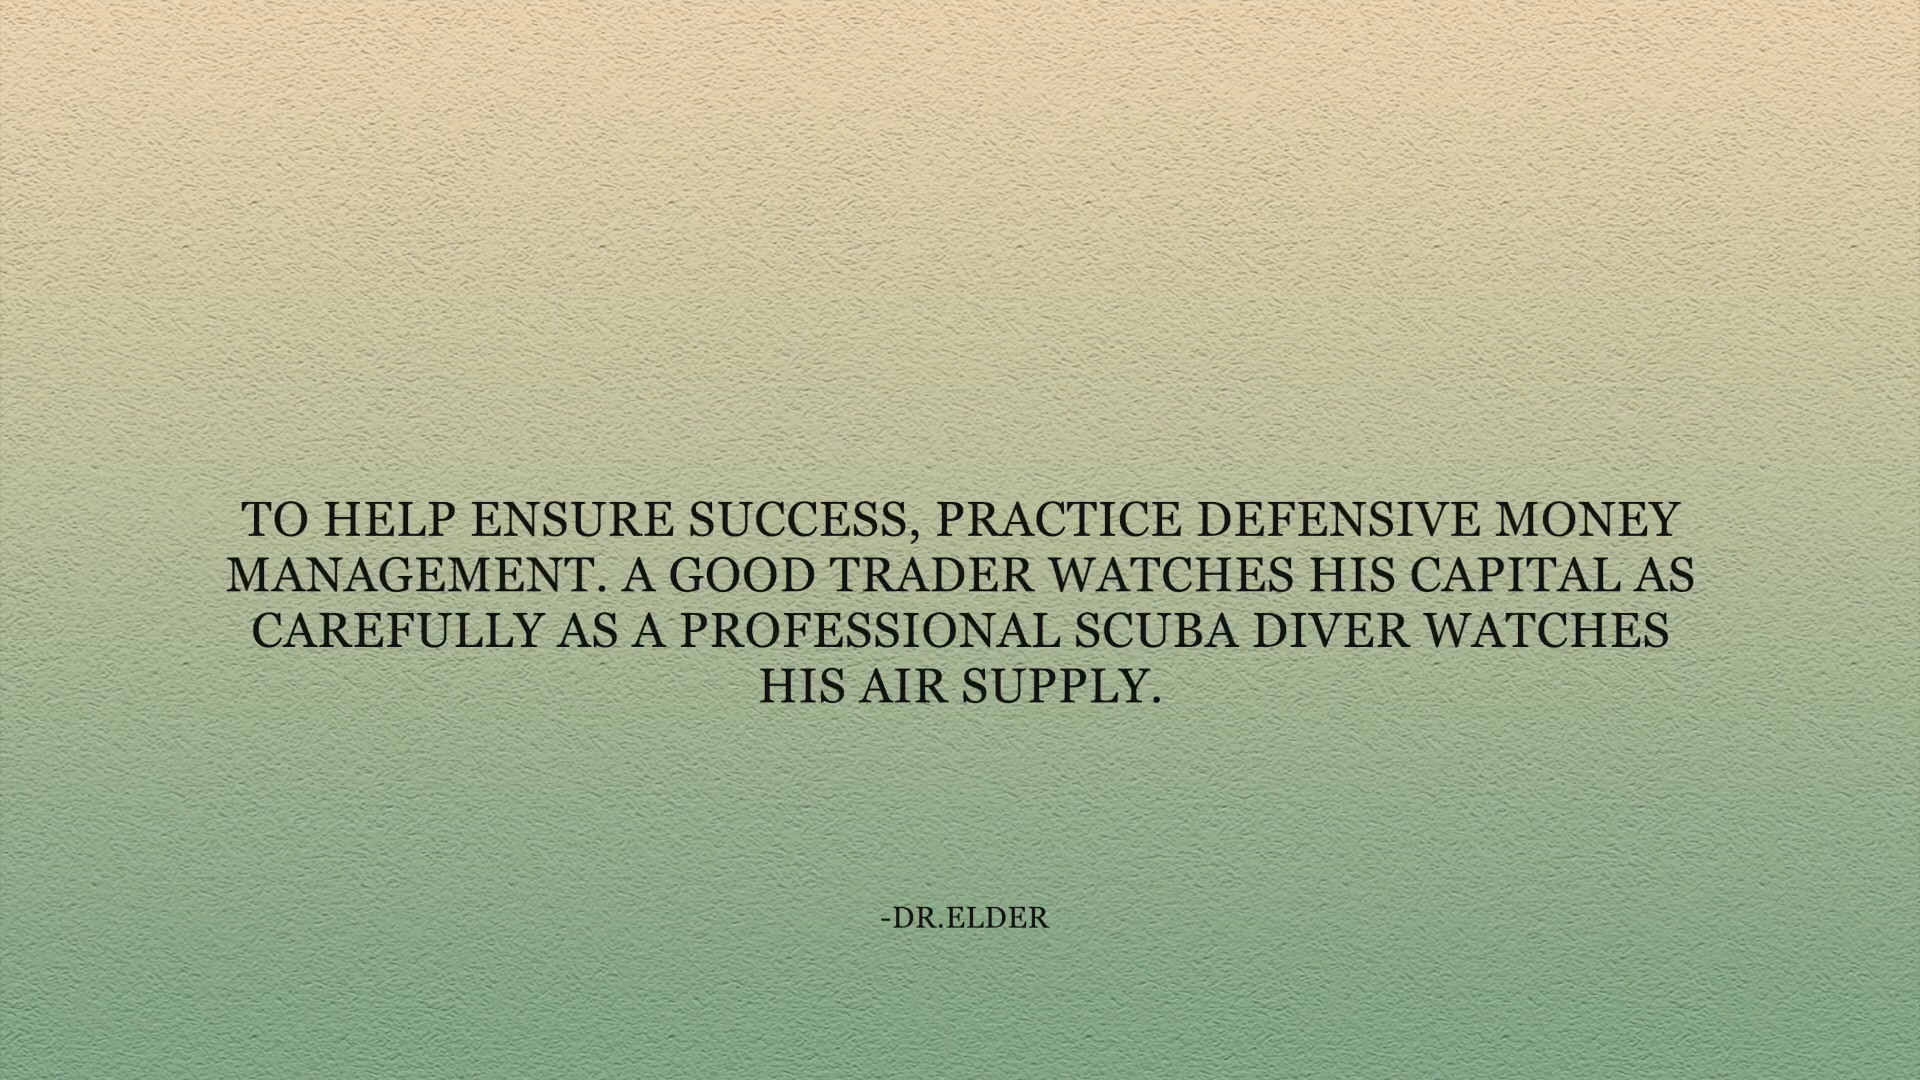 TO HELP ENSURE SUCCESS, PRACTICE DEFENSIVE MONEY
MANAGEMENT. A GOOD TRADER WATCHES HIS CAPITAL AS
CAREFULLY AS A PROFESSIONAL SCUBA DIVER WATCHES
HIS AIR SUPPLY.
-DR.ELDER